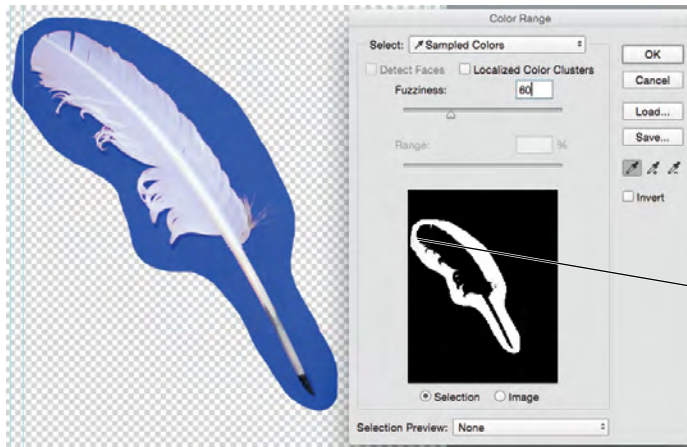 Color Range
Select: Sampled Colors
Detect Faces Localized Color Clusters
Fuzziness: 60
Range: %
Selection Image
Selection Preview: None
OK
Cancel
Load...
Save...
Invert